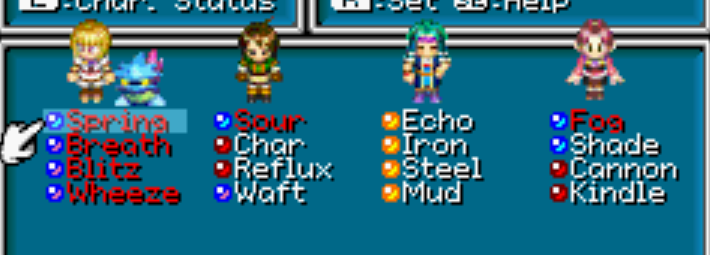 :Chart Status
:Set :Help
Spring
Breath
Blitz
Wheeze
Sour
Char
Reflux
Waft
Echo
Iron
Steel
Mud
Fog
Shade
Cannon
Kindle